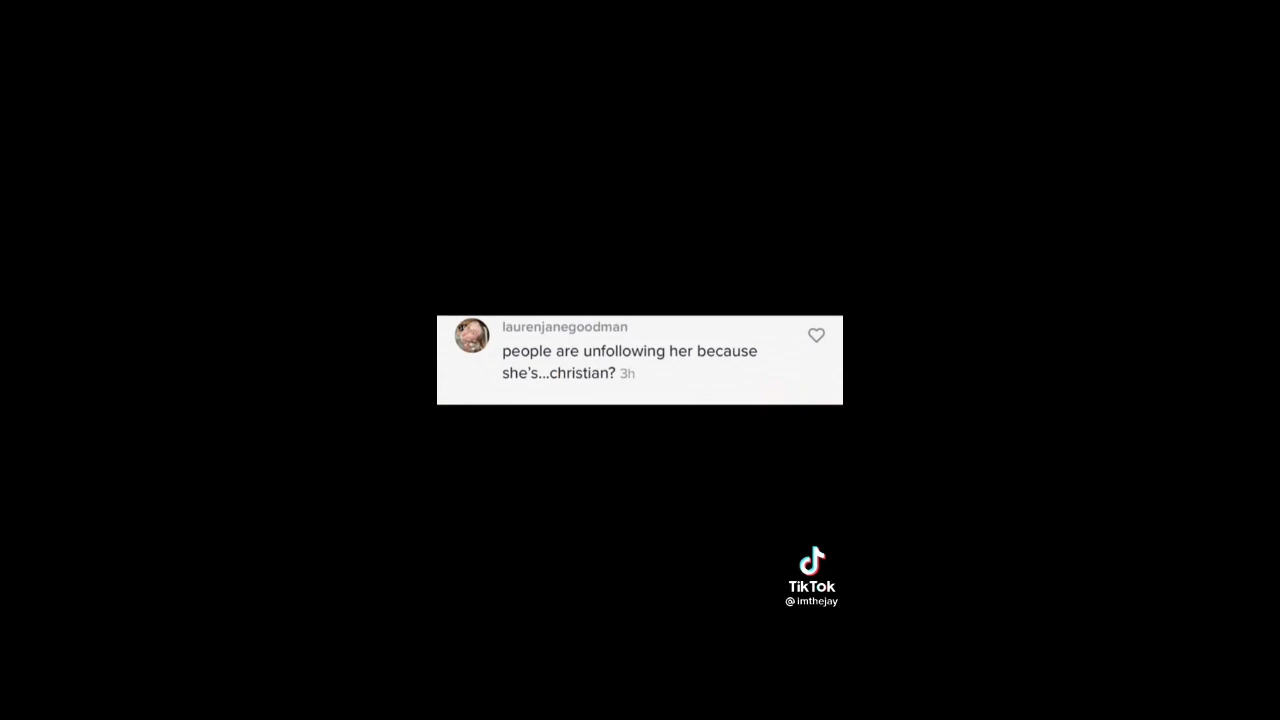 laurenjanegoodman
people are unfollowing her because
she's...christian? 3h
TikTok
@imthejay